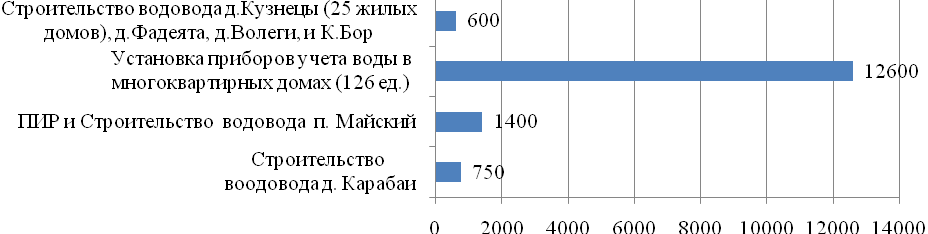 Строительство водовода д.Кузнецы (25 жилых
домов), д.Фадеята, д.Волеги, и К.Бор
600
Установка приборов учета воды в
многоквартирных домах (126 ед.)
12600
ПИР и Строительство водовода п. Майский
1400
Строительство
воодовода д. Карабаи
750
0 2000 4000 6000 8000 10000 12000 14000